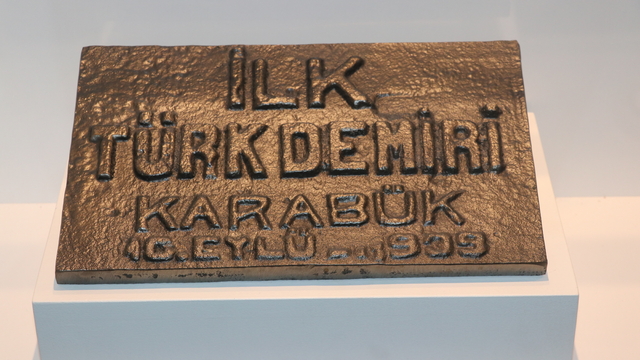 İLK
TÜRK DEMİRİ
KARABÜK
10.EYLÜL 1939